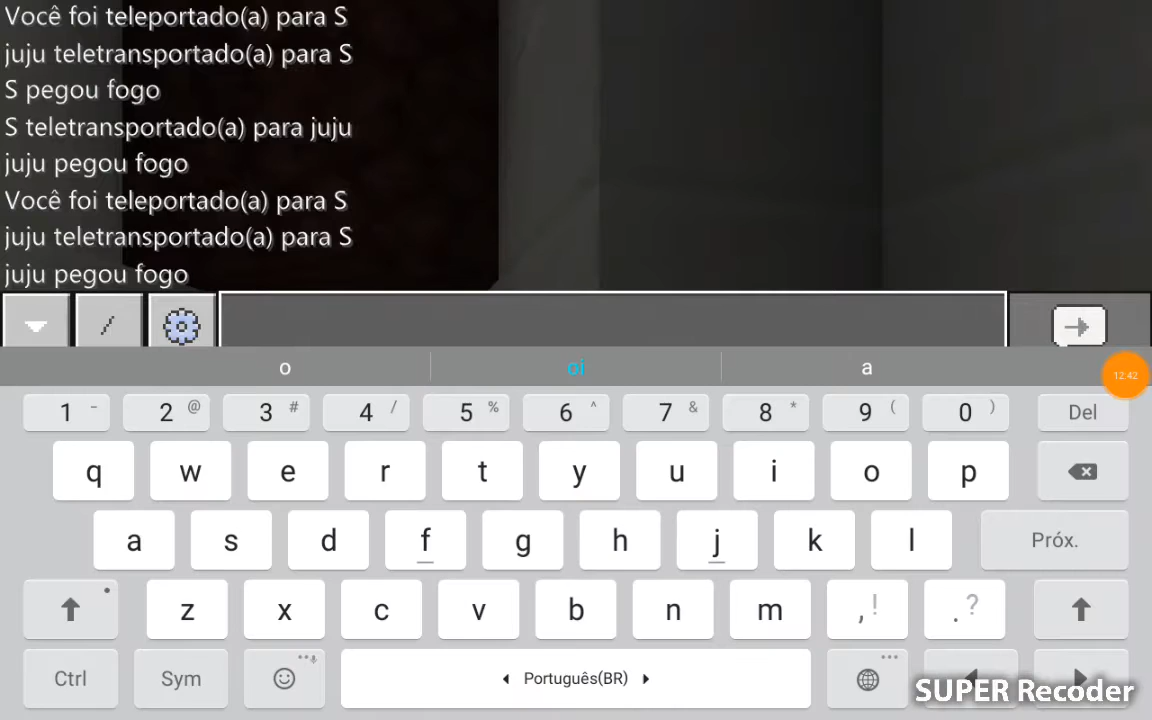 Você foi teleportado(a) para S
juju teletransportado(a) para S
S pegou fogo
S teletransportado(a) para juju
juju pegou fogo
Você foi teleportado(a) para S
juju teletransportado(a) para S
juju pegou fogo
/
o oi a
12:42
1 - 2 @ 3 # 4 / 5 % 6 ^ 7 & 8 * 9 ( 0 ) Del
q w e r t y u i o p
a s d f g h j k l Próx.
z x c v b n m , ! . ?
Ctrl Sym Português(BR)
SUPER Recoder